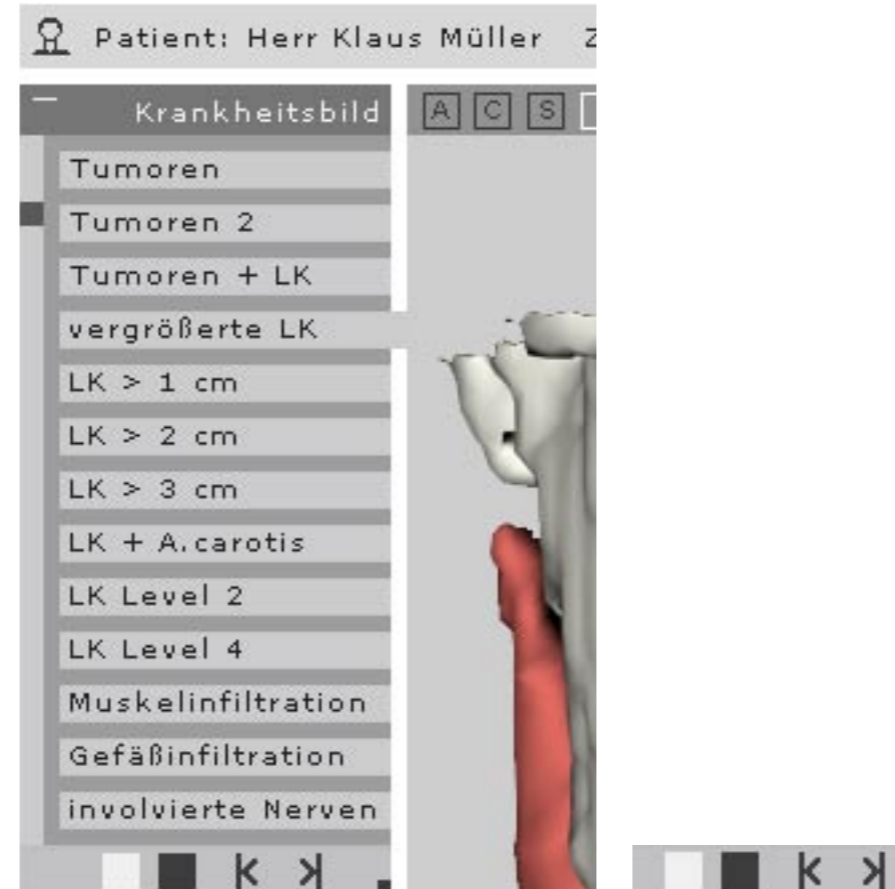 Patient: Herr Klaus Müller
Krankheitsbild
A C S
Tumoren
Tumoren 2
Tumoren + LK
vergrößerte LK
LK > 1 cm
LK > 2 cm
LK > 3 cm
LK + A.carotis
LK Level 2
LK Level 4
Muskelinfiltration
Gefäßinfiltration
involvierte Nerven